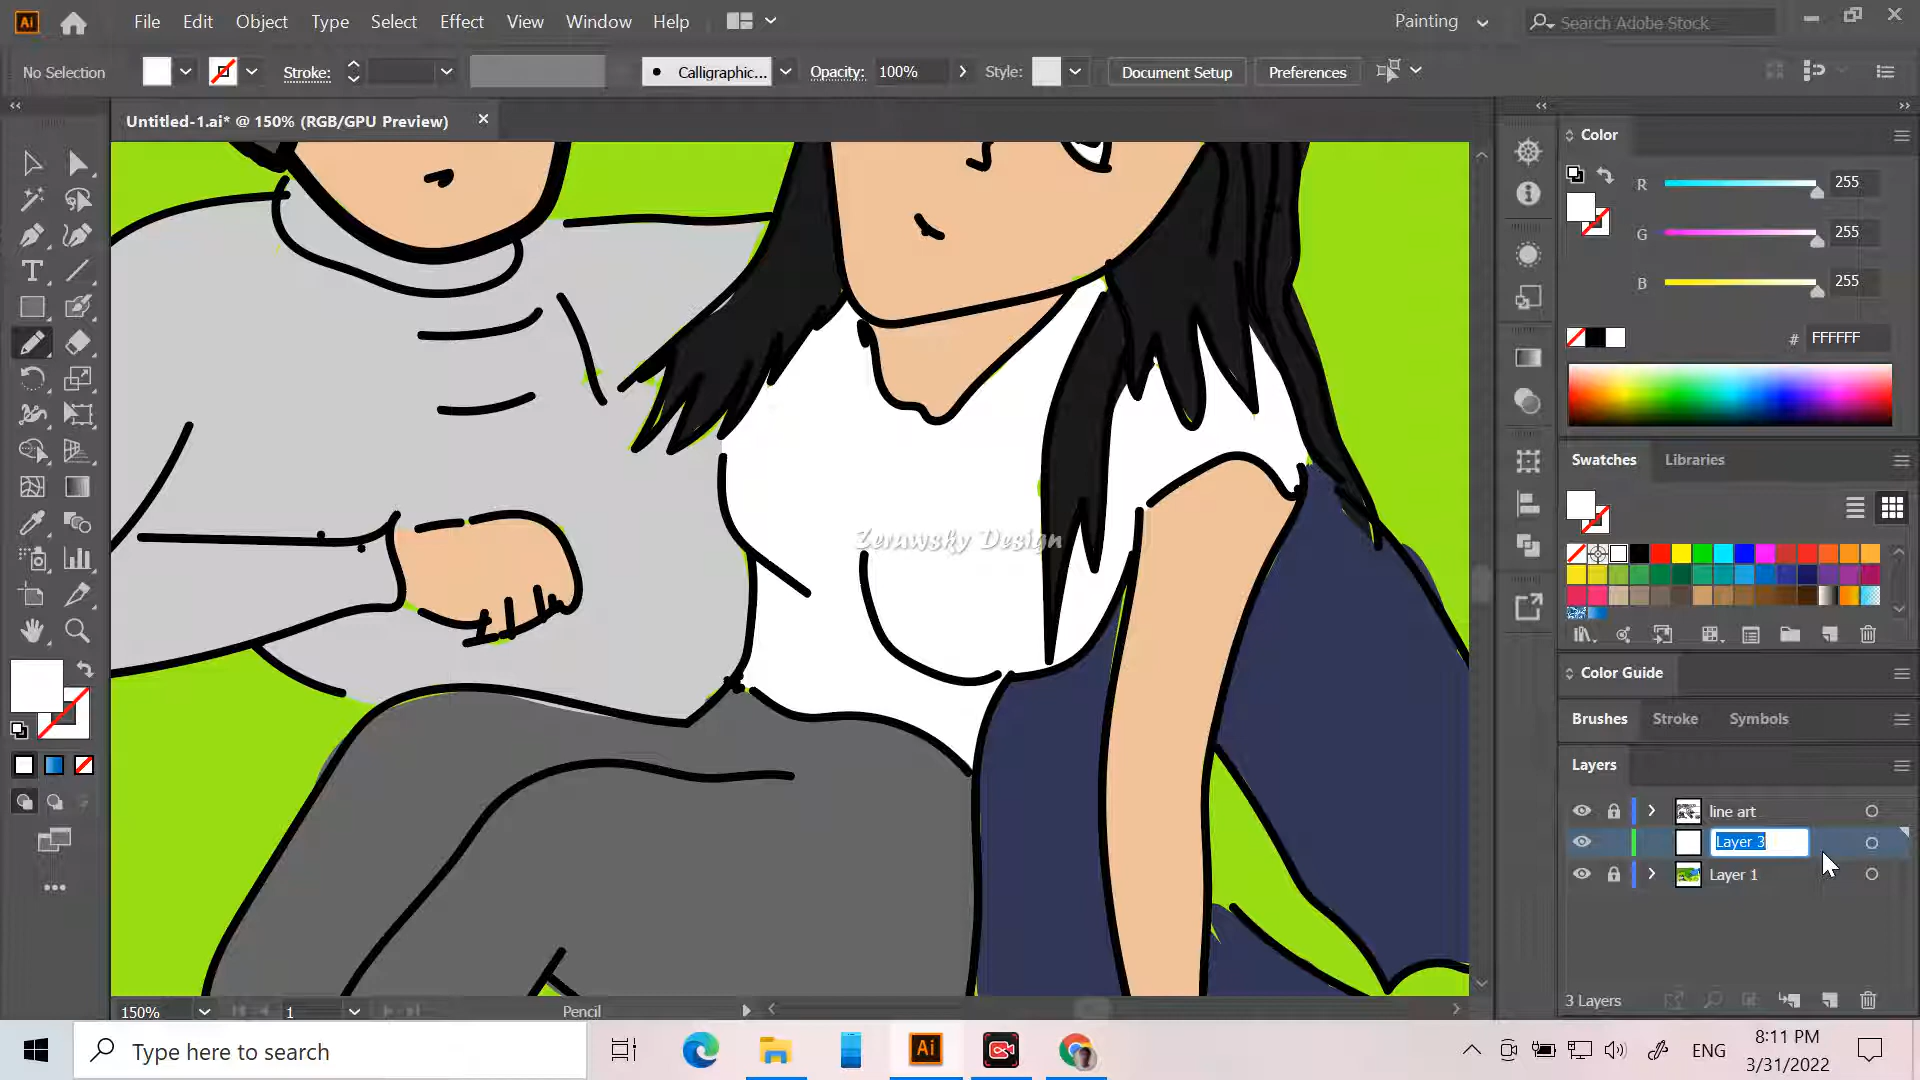 Ai File Edit Object Type Select Effect View Window Help Painting Search Adobe Stock
No Selection Stroke: Calligraphic... Opacity: 100% Style: Document Setup Preferences
Untitled-1.ai* @ 150% (RGB/GPU Preview)
Color
R 255
G 255
B 255
# FFFFFF
Swatches Libraries
Zerawsky Design
Color Guide
Brushes Stroke Symbols
Layers
line art
Layer 3
Layer 1
3 Layers
150% 1 Pencil
Type here to search
Ai
ENG
8:11 PM
3/31/2022